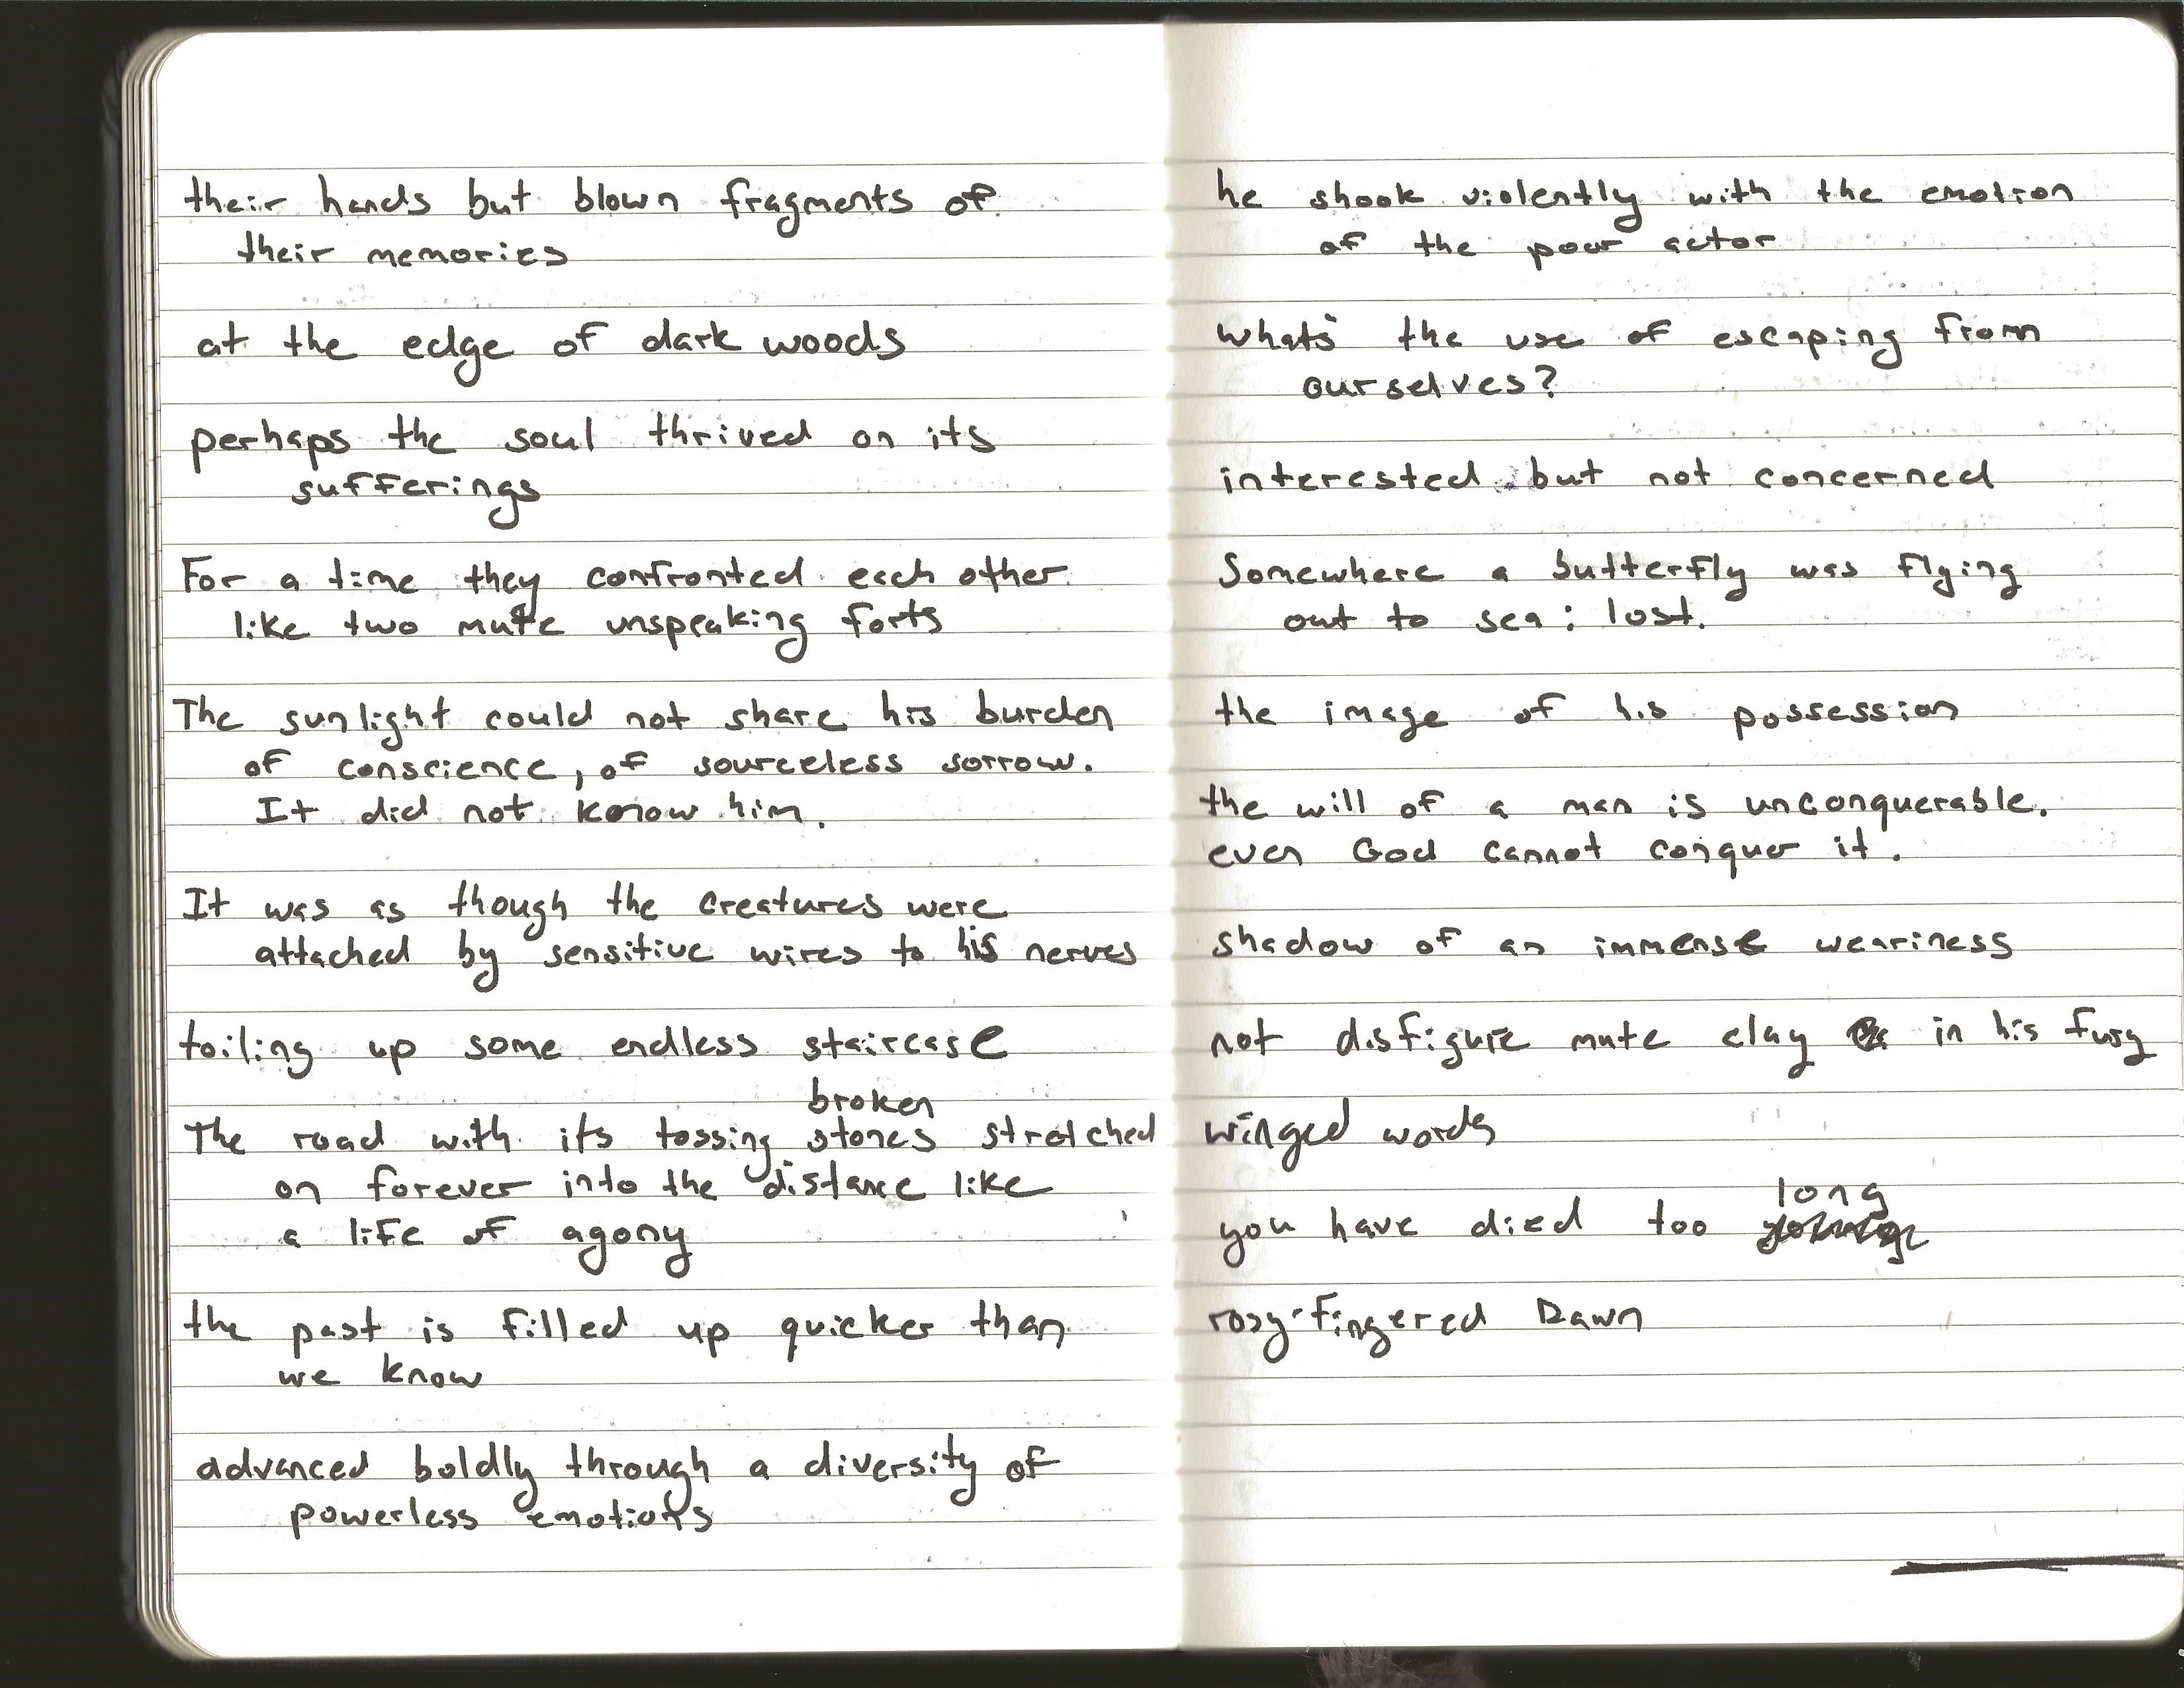 their hands but blown fragments of
their memories
at the edge of dark woods
perhaps the soul thrived on its
sufferings
For a time they confronted each other
like two mute unspeaking forts
The sunlight could not share his burden
of conscience, of sourceless sorrow.
It did not know him.
It was as though the creatures were
attached by sensitive wires to his nerves
toiling up some endless staircase
broken
The road with its tossing stones stretched
on forever into the distance like
a life of agony
the past is filled up quicker than
we know
advanced boldly through a diversity of
powerless emotions
he shook violently with the emotion
of the poor actor
What's the use of escaping from
ourselves?
interested but not concerned
Somewhere a butterfly was flying
out to sea: lost.
the image of his possession
the will of a man is unconquerable.
even God cannot conquer it.
shadow of an immense weariness
not disfigure mute clay in his fury
winged words
long
you have died too
rosy-fingered Dawn